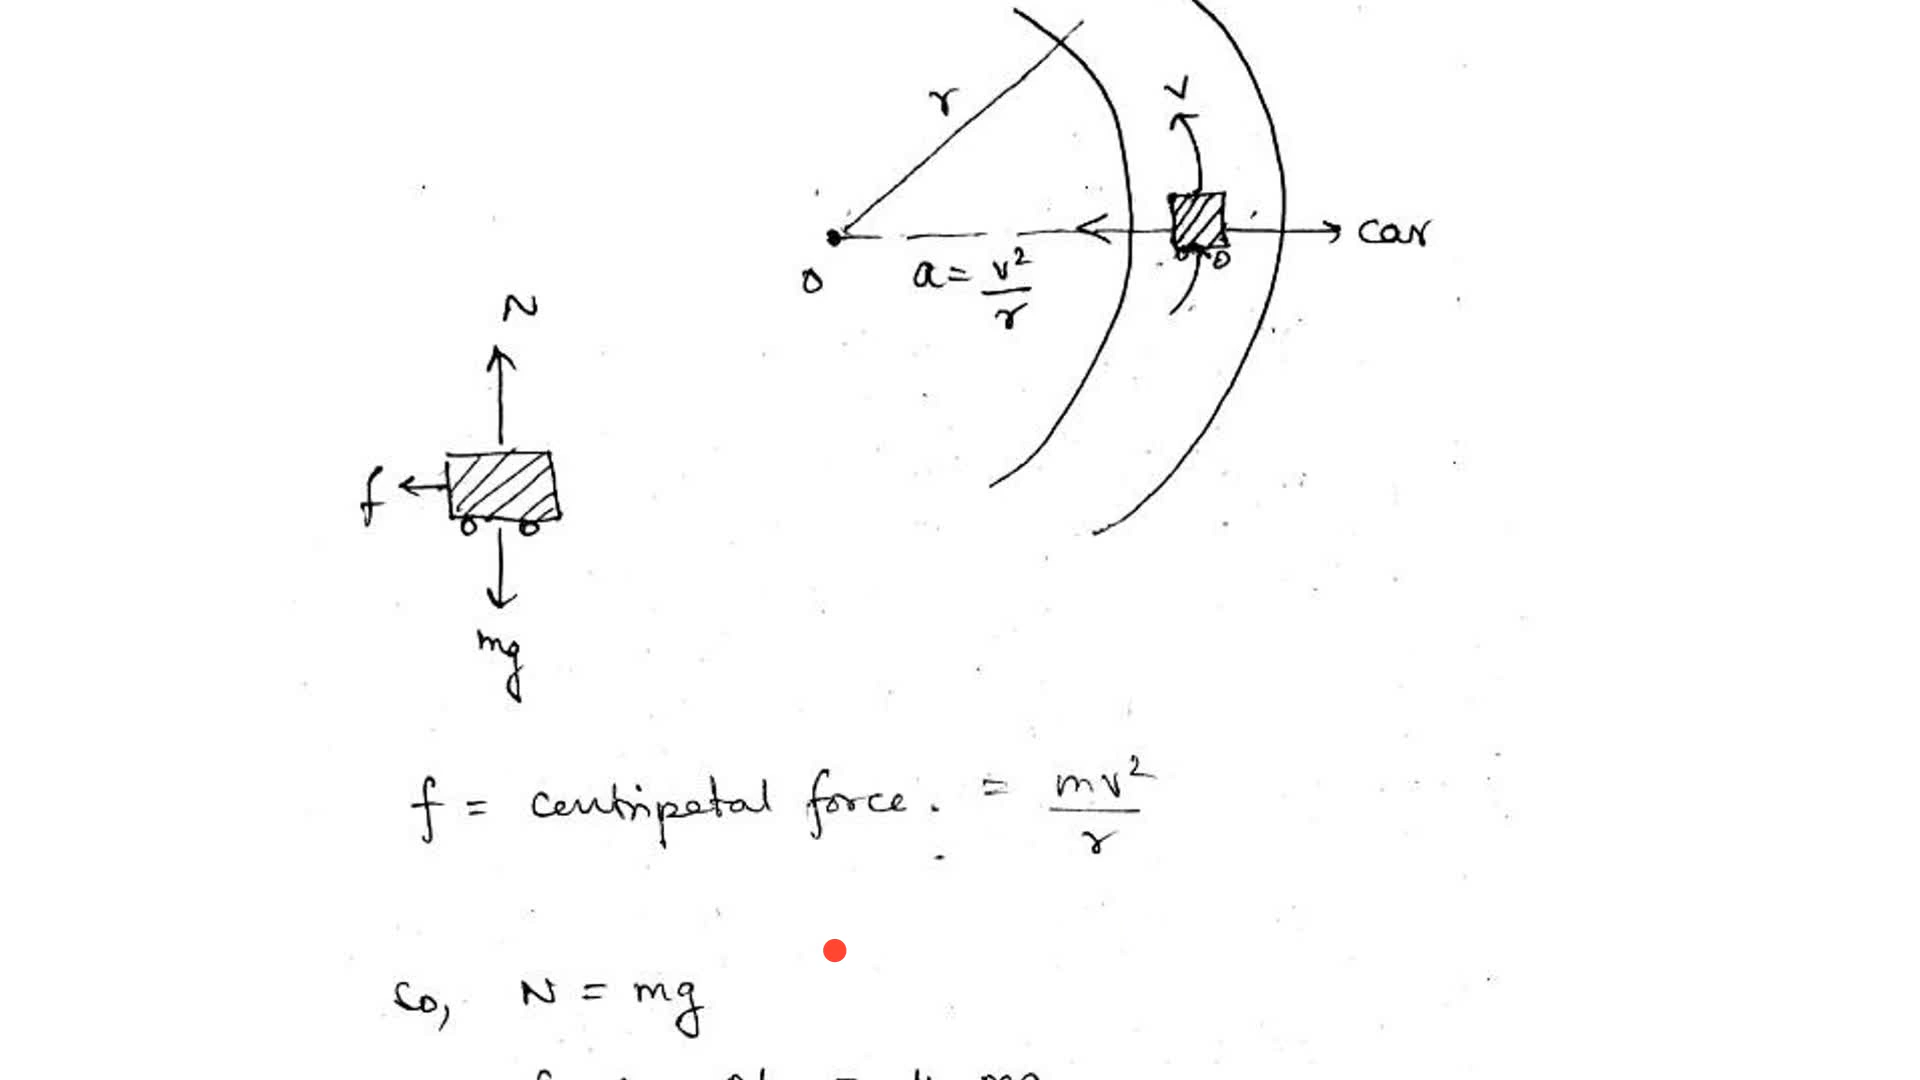 v
r
car
o
a = v²/r
N
f
mg
f = centripetal force. = mv²/r
so, N = mg